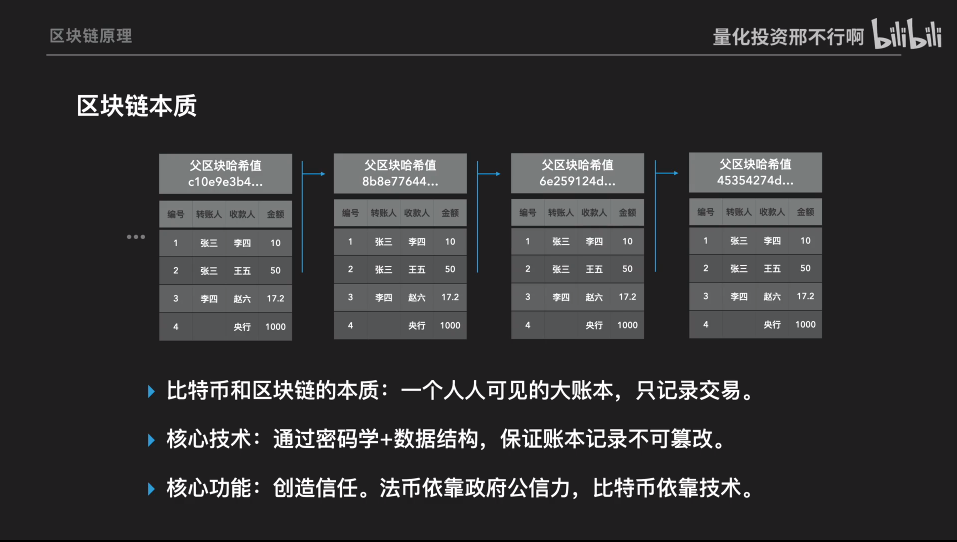 区块链原理
量化投资邢不行啊 bilibili
区块链本质
父区块哈希值
c10e9e3b4...
编号 转账人 收款人 金额
1 张三 李四 10
2 张三 王五 50
3 李四 赵六 17.2
4 央行 1000
父区块哈希值
8b8e77644...
编号 转账人 收款人 金额
1 张三 李四 10
2 张三 王五 50
3 李四 赵六 17.2
4 央行 1000
父区块哈希值
6e259124d...
编号 转账人 收款人 金额
1 张三 李四 10
2 张三 王五 50
3 李四 赵六 17.2
4 央行 1000
父区块哈希值
45354274d...
编号 转账人 收款人 金额
1 张三 李四 10
2 张三 王五 50
3 李四 赵六 17.2
4 央行 1000
比特币和区块链的本质：一个人人可见的大账本，只记录交易。
核心技术：通过密码学+数据结构，保证账本记录不可篡改。
核心功能：创造信任。法币依靠政府公信力，比特币依靠技术。